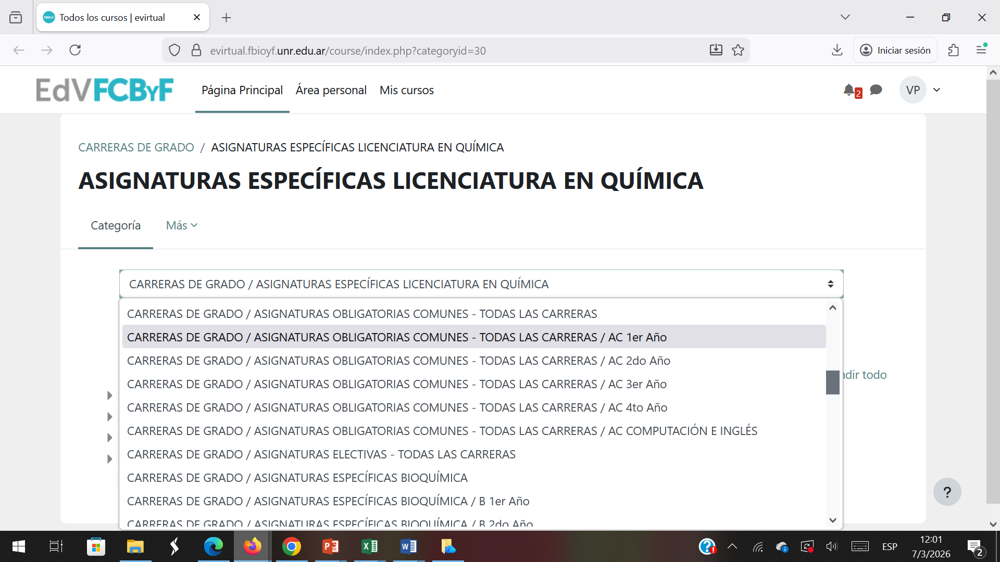 Todos los cursos | evirtual
evirtual.fbioyf.unr.edu.ar/course/index.php?categoryid=30
Iniciar sesión
EdVFCByF
Página Principal
Área personal
Mis cursos
2
VP
CARRERAS DE GRADO / ASIGNATURAS ESPECÍFICAS LICENCIATURA EN QUÍMICA
ASIGNATURAS ESPECÍFICAS LICENCIATURA EN QUÍMICA
Categoría
Más
CARRERAS DE GRADO / ASIGNATURAS ESPECÍFICAS LICENCIATURA EN QUÍMICA
CARRERAS DE GRADO / ASIGNATURAS OBLIGATORIAS COMUNES - TODAS LAS CARRERAS
CARRERAS DE GRADO / ASIGNATURAS OBLIGATORIAS COMUNES - TODAS LAS CARRERAS / AC 1er Año
CARRERAS DE GRADO / ASIGNATURAS OBLIGATORIAS COMUNES - TODAS LAS CARRERAS / AC 2do Año
ndir todo
CARRERAS DE GRADO / ASIGNATURAS OBLIGATORIAS COMUNES - TODAS LAS CARRERAS / AC 3er Año
CARRERAS DE GRADO / ASIGNATURAS OBLIGATORIAS COMUNES - TODAS LAS CARRERAS / AC 4to Año
CARRERAS DE GRADO / ASIGNATURAS OBLIGATORIAS COMUNES - TODAS LAS CARRERAS / AC COMPUTACIÓN E INGLÉS
CARRERAS DE GRADO / ASIGNATURAS ELECTIVAS - TODAS LAS CARRERAS
CARRERAS DE GRADO / ASIGNATURAS ESPECÍFICAS BIOQUÍMICA
CARRERAS DE GRADO / ASIGNATURAS ESPECÍFICAS BIOQUÍMICA / B 1er Año
CARRERAS DE GRADO / ASIGNATURAS ESPECÍFICAS BIOQUÍMICA / B 2do Año
?
ESP
12:01
7/3/2026
2